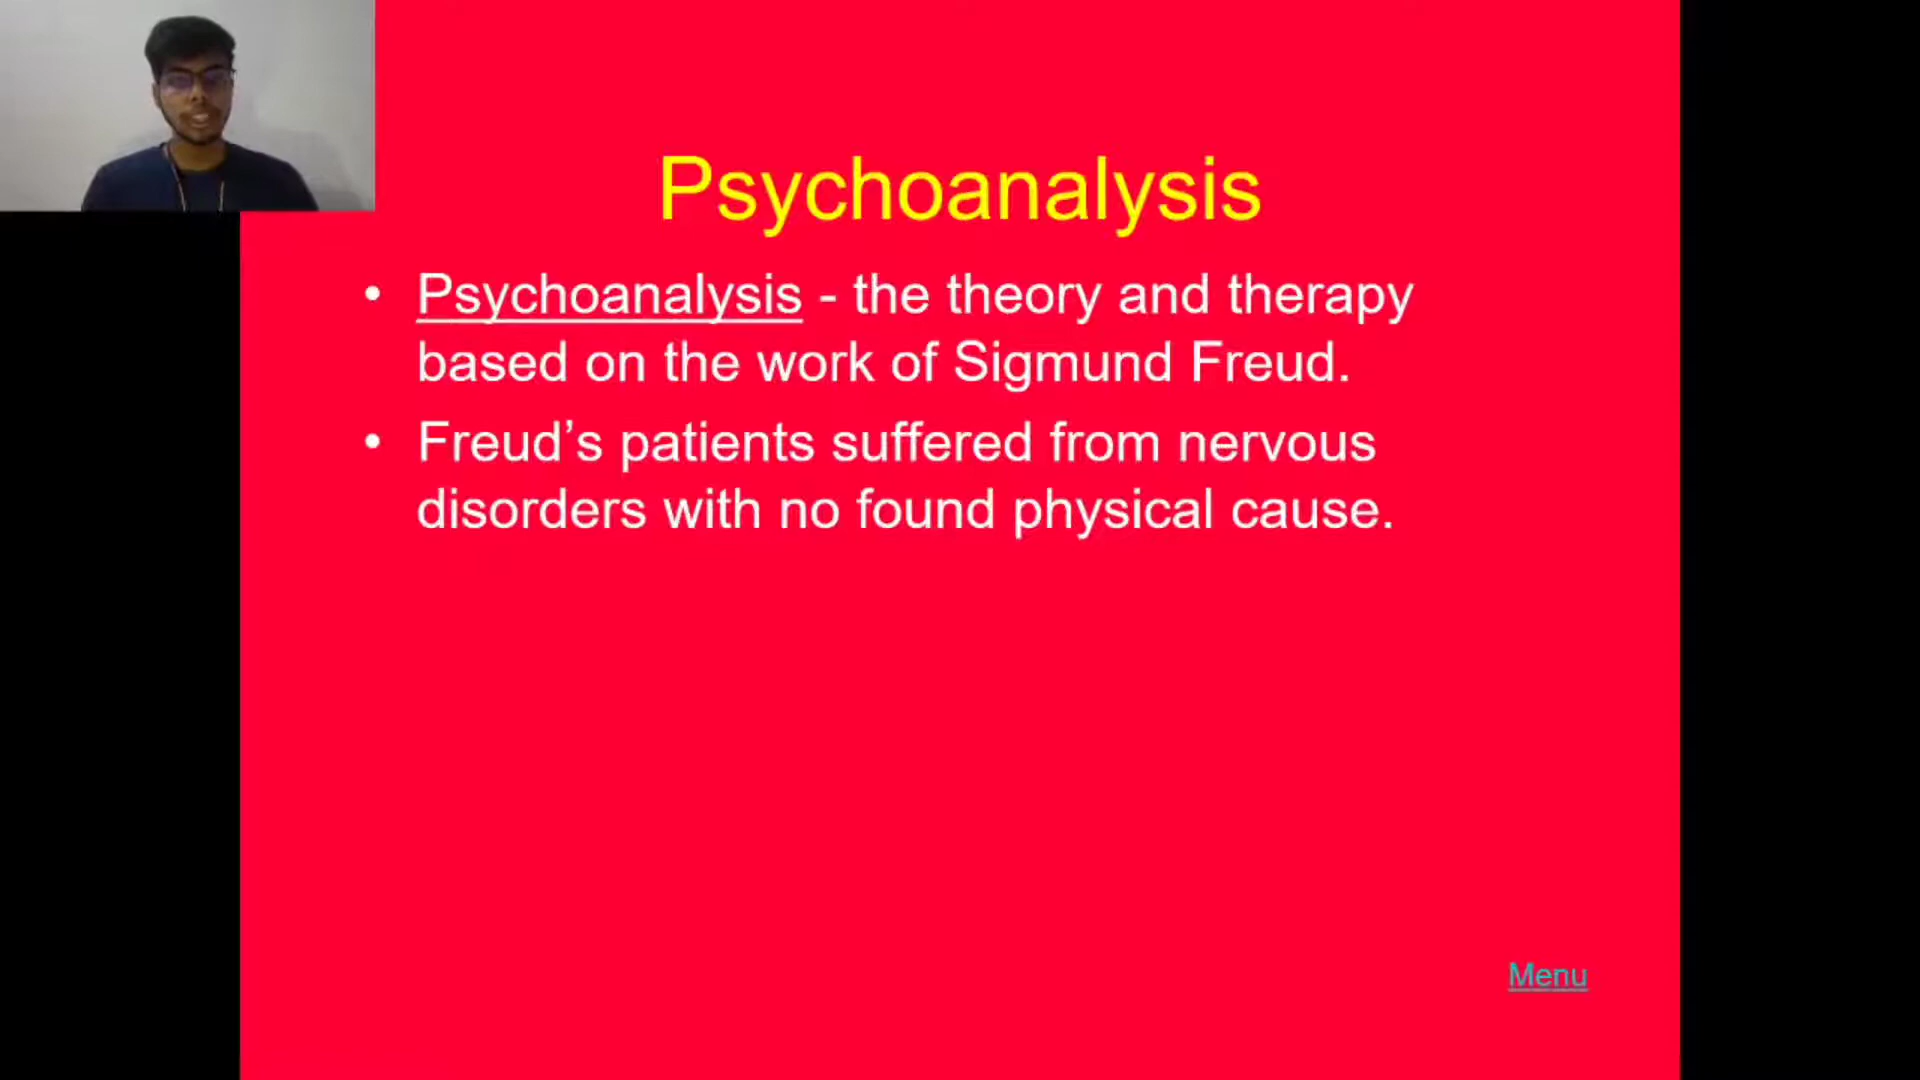 Psychoanalysis
• Psychoanalysis - the theory and therapy
based on the work of Sigmund Freud.
• Freud’s patients suffered from nervous
disorders with no found physical cause.
Menu